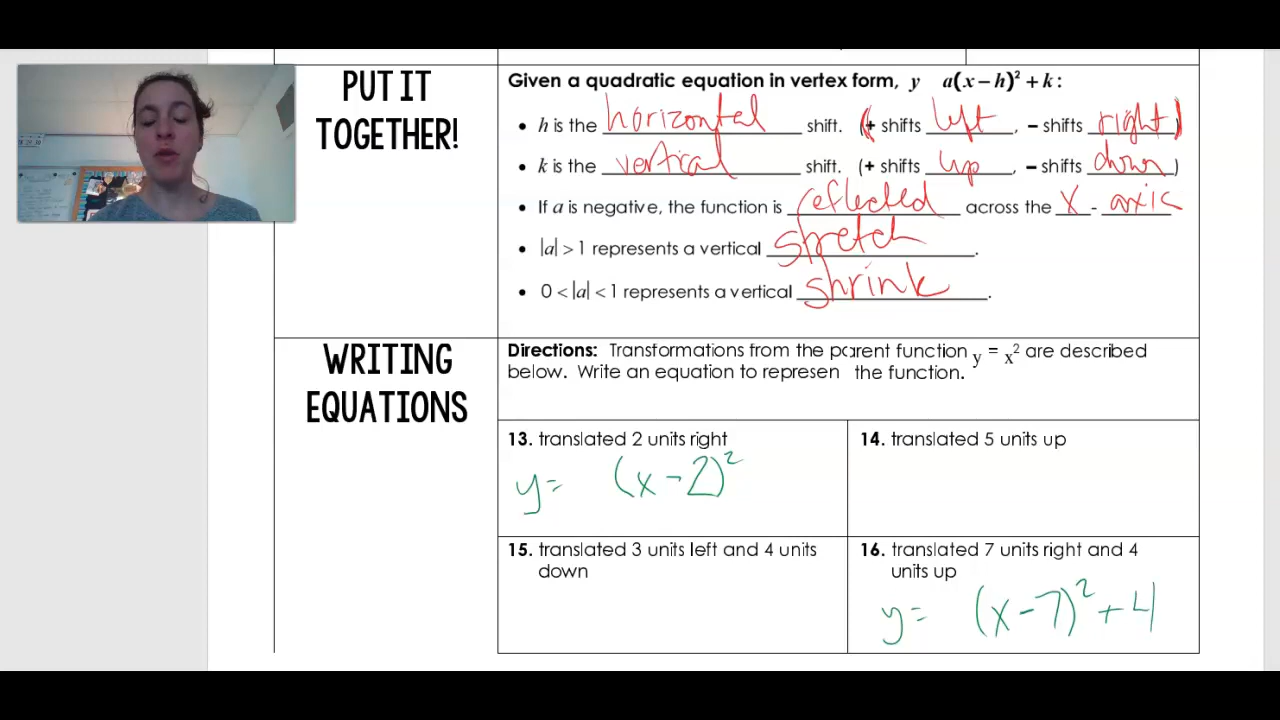 PUT IT
TOGETHER!
Given a quadratic equation in vertex form, y a(x – h)² + k :
• h is the horizontal shift. (+ shifts left, – shifts right)
• k is the vertical shift. (+ shifts up, – shifts down)
• If a is negative, the function is reflected across the x - axis
• |a| > 1 represents a vertical stretch.
• 0 < |a| < 1 represents a vertical shrink.
WRITING
EQUATIONS
Directions: Transformations from the parent function y = x² are described
below. Write an equation to represen the function.
13. translated 2 units right
y = (x - 2)²
14. translated 5 units up
15. translated 3 units left and 4 units
down
16. translated 7 units right and 4
units up
y = (x - 7)² + 4